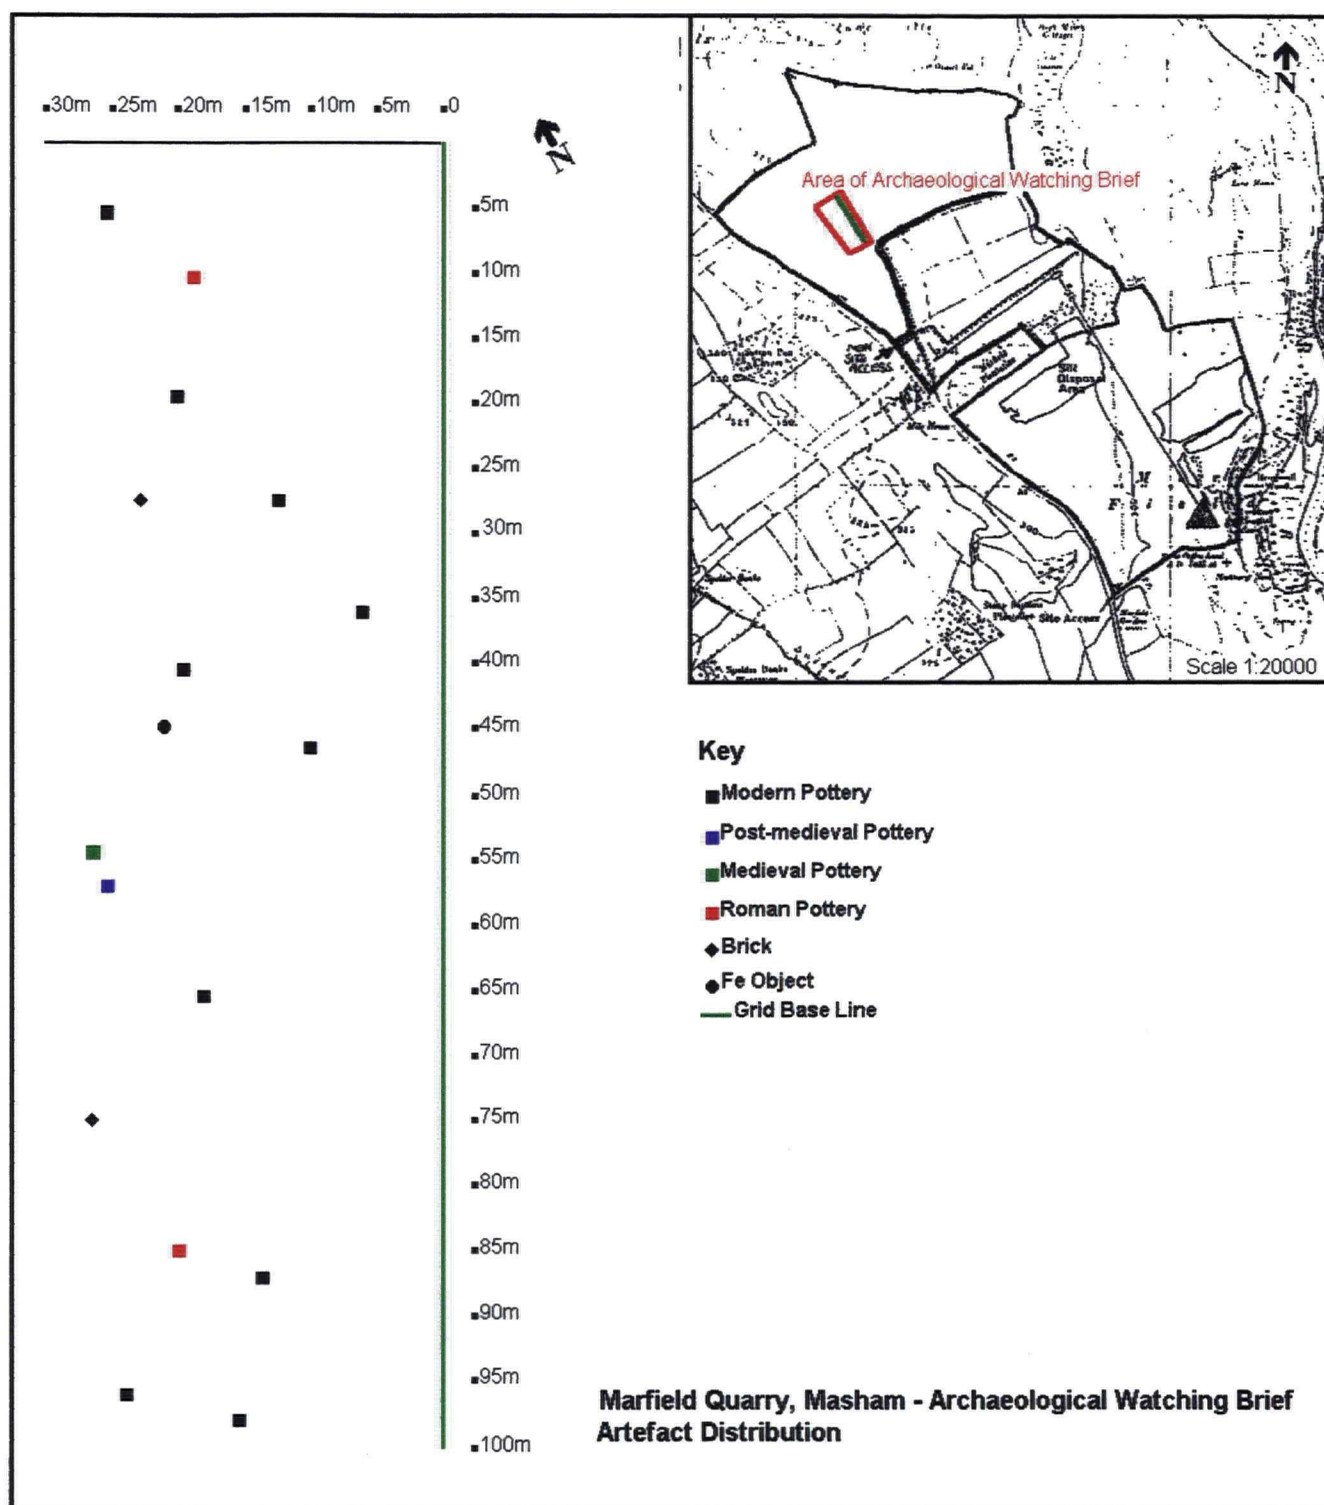 30m 25m 20m 15m 10m 5m 0
N
5m
10m
15m
20m
25m
30m
35m
40m
45m
50m
55m
60m
65m
70m
75m
80m
85m
90m
95m
100m
N
Area of Archaeological Watching Brief
NEW
SITE
ACCESS
Silt
Disposal
Area
Site Access
Scale 1:20000
Key
Modern Pottery
Post-medieval Pottery
Medieval Pottery
Roman Pottery
Brick
Fe Object
Grid Base Line
Marfield Quarry, Masham - Archaeological Watching Brief
Artefact Distribution